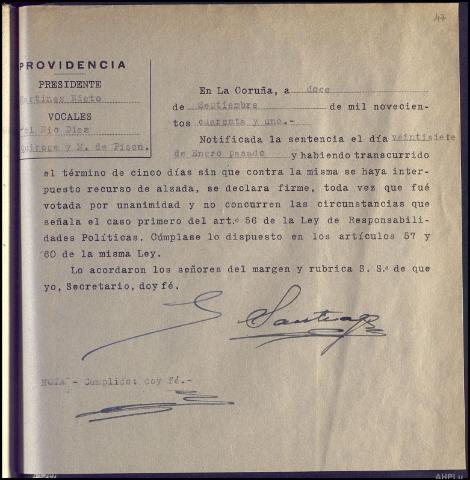 47
PROVIDENCIA
PRESIDENTE
Martinez Nieto
VOCALES
del Rio Diez
Quiroga y M. de Pison.
En La Coruña, a doce
de Septiembre de mil novecien-
tos cuarenta y uno.-
Notificada la sentencia el día veintisiete
de Enero pasado y habiendo transcurrido
el término de cinco días sin que contra la misma se haya inter-
puesto recurso de alzada, se declara firme, toda vez que fué
votada por unanimidad y no concurren las circunstancias que
señala el caso primero del art.º 56 de la Ley de Responsabili-
dades Políticas. Cúmplase lo dispuesto en los artículos 57 y
60 de la misma Ley.
Lo acordaron los señores del margen y rubrica S. S.ª de que
yo, Secretario, doy fé.
Santiago
NOTA - Cumplida: doy fé.-
AHPLu